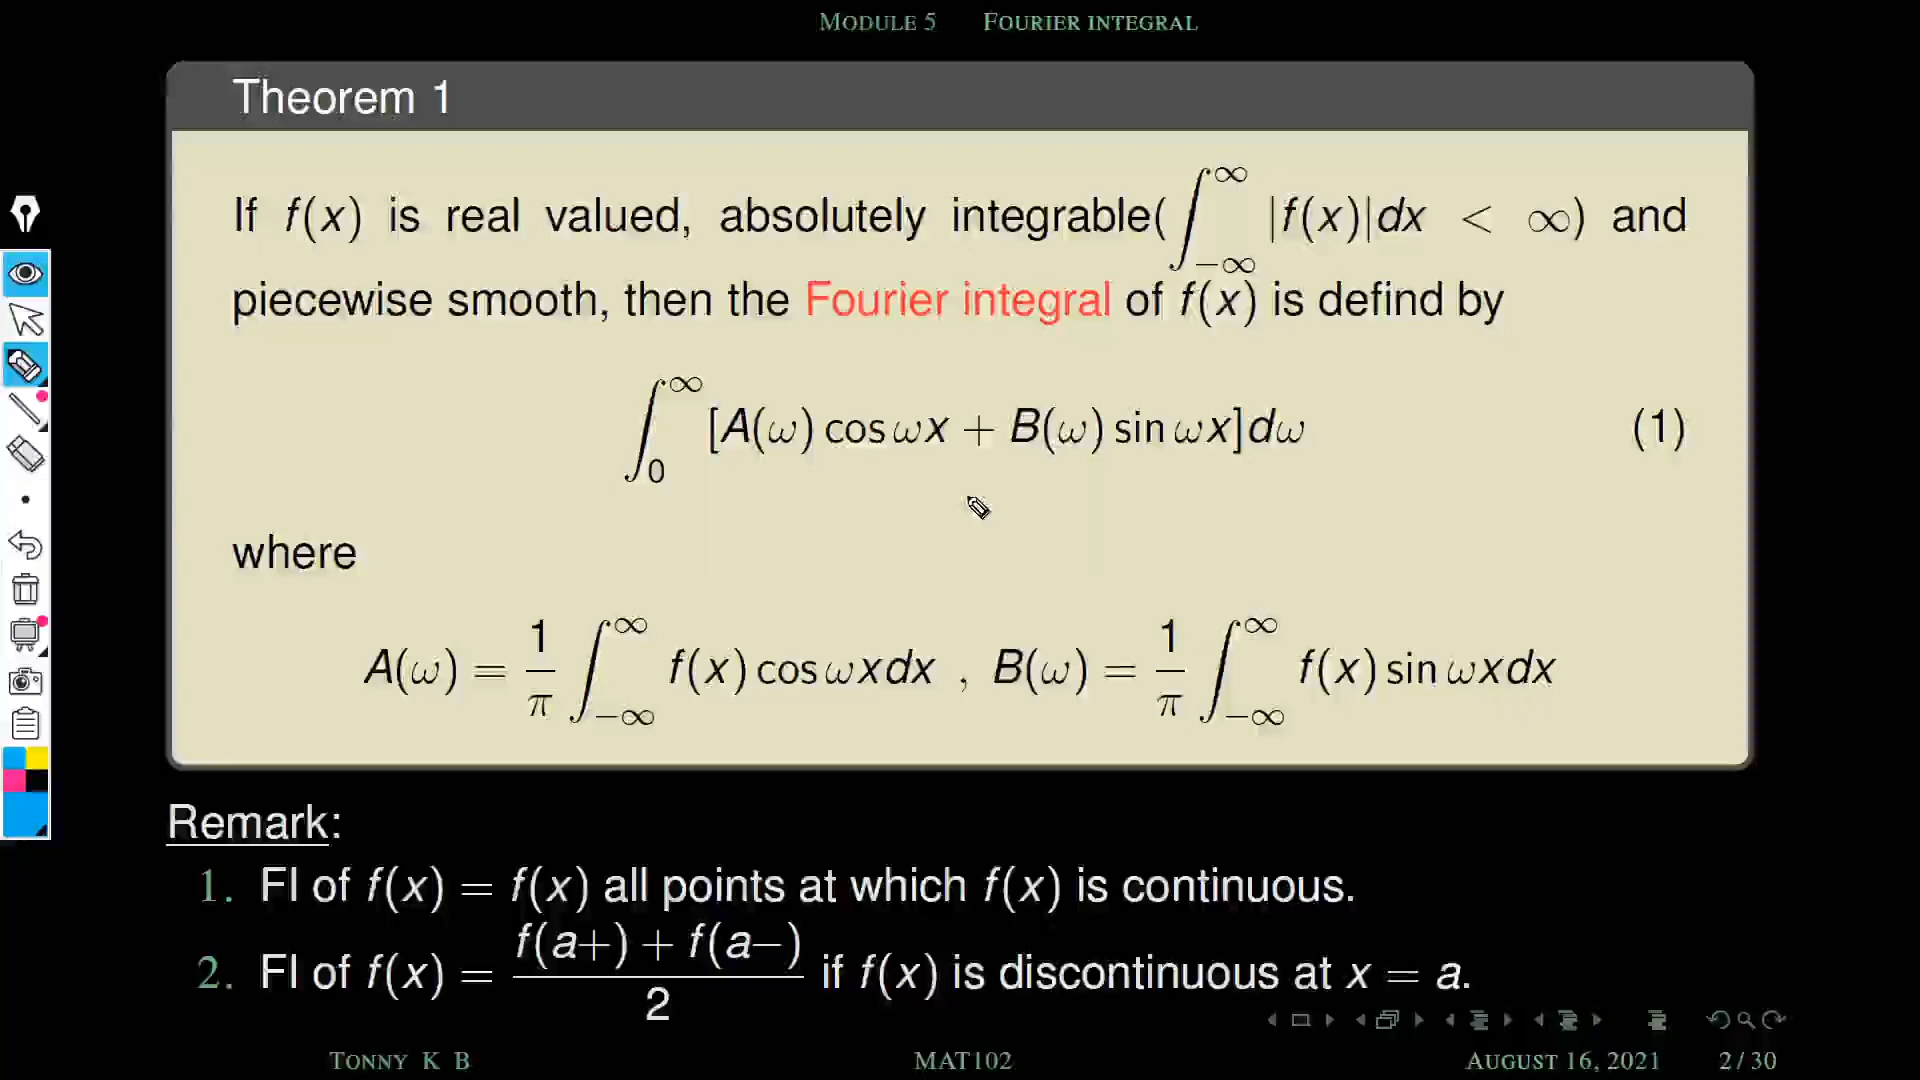 MODULE 5 FOURIER INTEGRAL
Theorem 1
If f(x) is real valued, absolutely integrable(∫_{−∞}^{∞} |f(x)|dx < ∞) and
piecewise smooth, then the Fourier integral of f(x) is defind by
∫_0^∞ [A(ω) cos ωx + B(ω) sin ωx]dω (1)
where
A(ω) = 1/π ∫_{−∞}^{∞} f(x) cos ωxdx , B(ω) = 1/π ∫_{−∞}^{∞} f(x) sin ωxdx
Remark:
1. FI of f(x) = f(x) all points at which f(x) is continuous.
2. FI of f(x) = (f(a+) + f(a−))/2 if f(x) is discontinuous at x = a.
TONNY K B MAT102 AUGUST 16, 2021 2 / 30